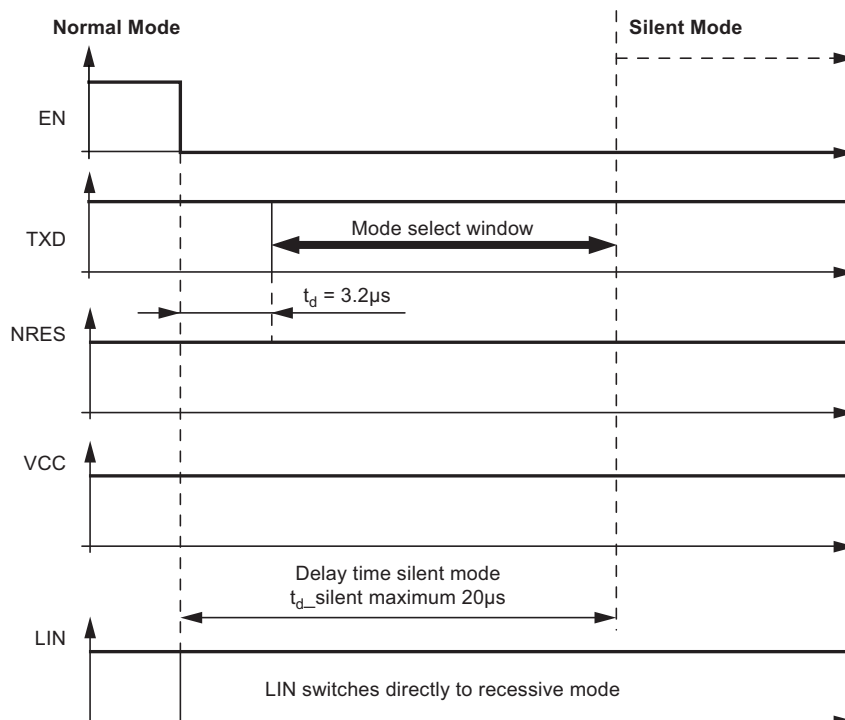 Normal Mode
Silent Mode
EN
TXD
Mode select window
t_d = 3.2µs
NRES
VCC
Delay time silent mode
t_d_silent maximum 20µs
LIN
LIN switches directly to recessive mode